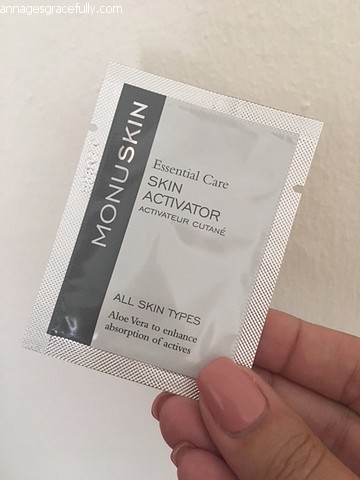 annagesgracefully.com
MONUSKIN
Essential Care
SKIN
ACTIVATOR
ACTIVATEUR CUTANÉ
ALL SKIN TYPES
Aloe Vera to enhance
absorption of actives